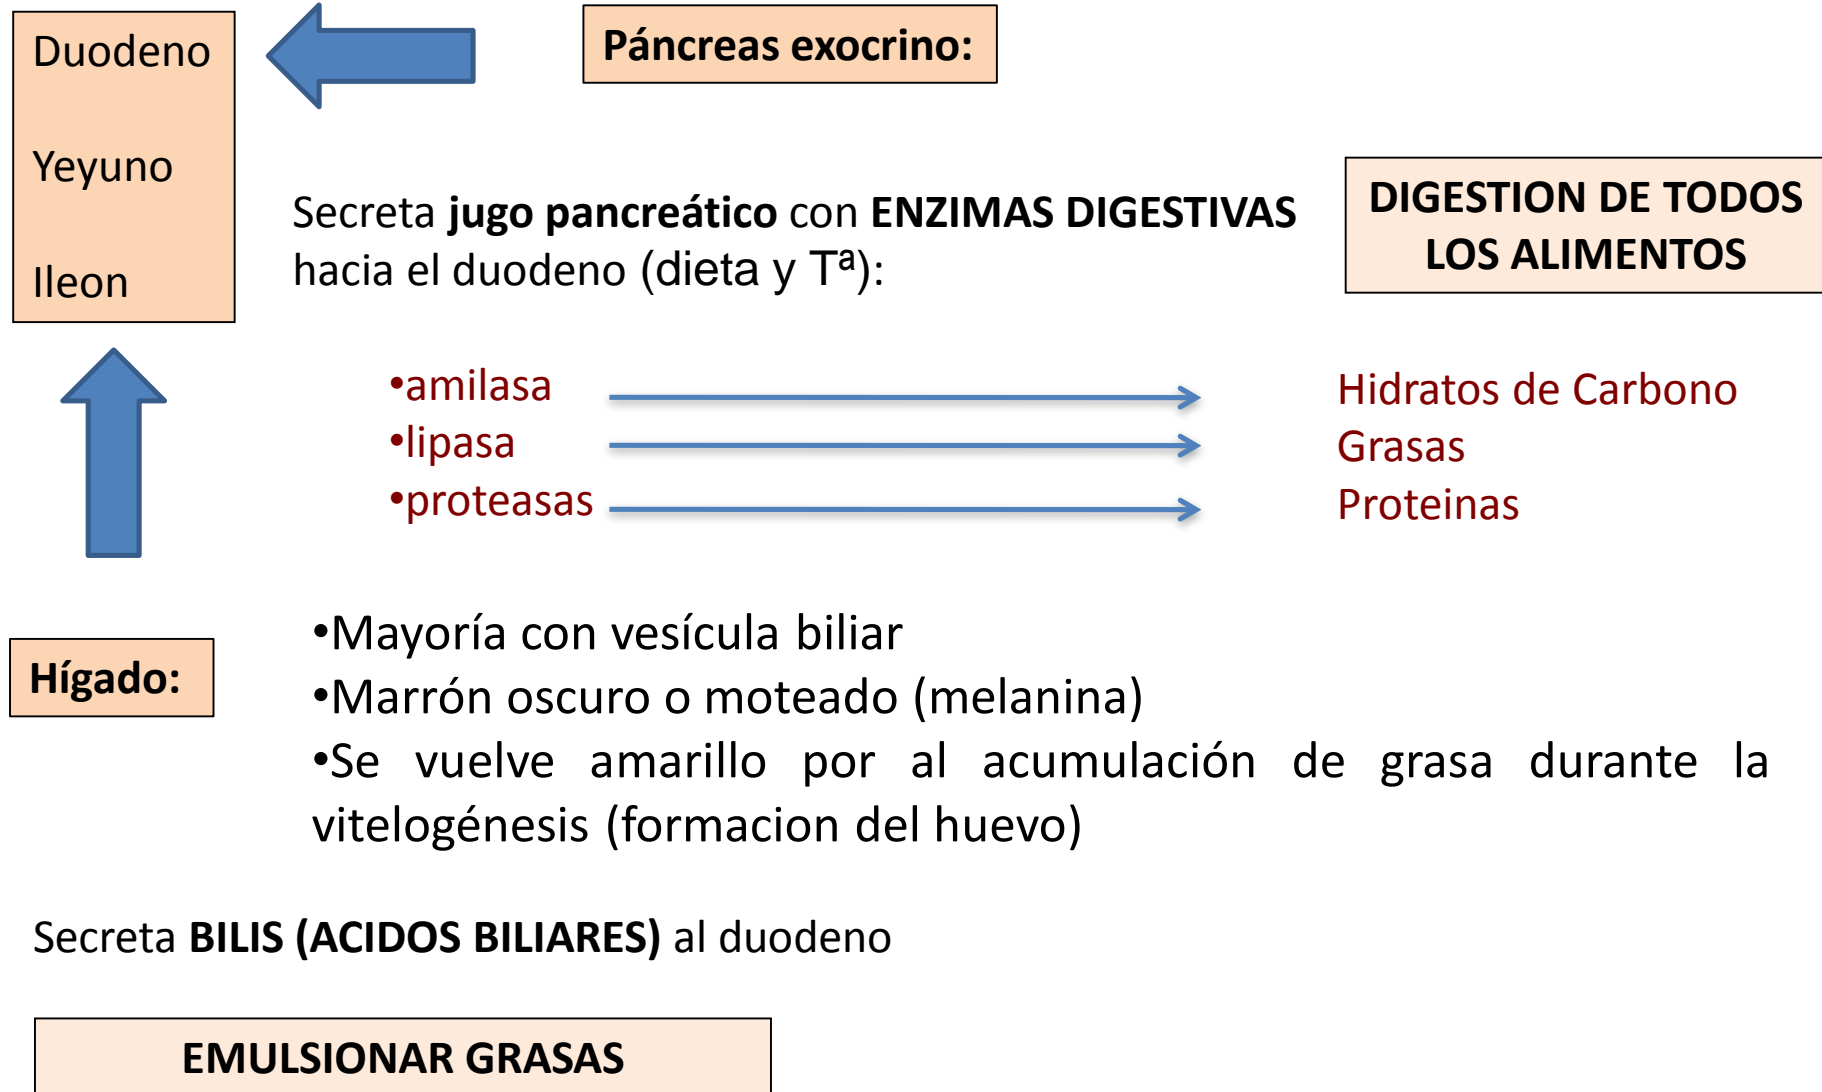 Duodeno
Yeyuno
Ileon
Páncreas exocrino:
Secreta jugo pancreático con ENZIMAS DIGESTIVAS
hacia el duodeno (dieta y Tª):
DIGESTION DE TODOS
LOS ALIMENTOS
•amilasa
•lipasa
•proteasas
Hidratos de Carbono
Grasas
Proteinas
Hígado:
•Mayoría con vesícula biliar
•Marrón oscuro o moteado (melanina)
•Se vuelve amarillo por al acumulación de grasa durante la
vitelogénesis (formacion del huevo)
Secreta BILIS (ACIDOS BILIARES) al duodeno
EMULSIONAR GRASAS